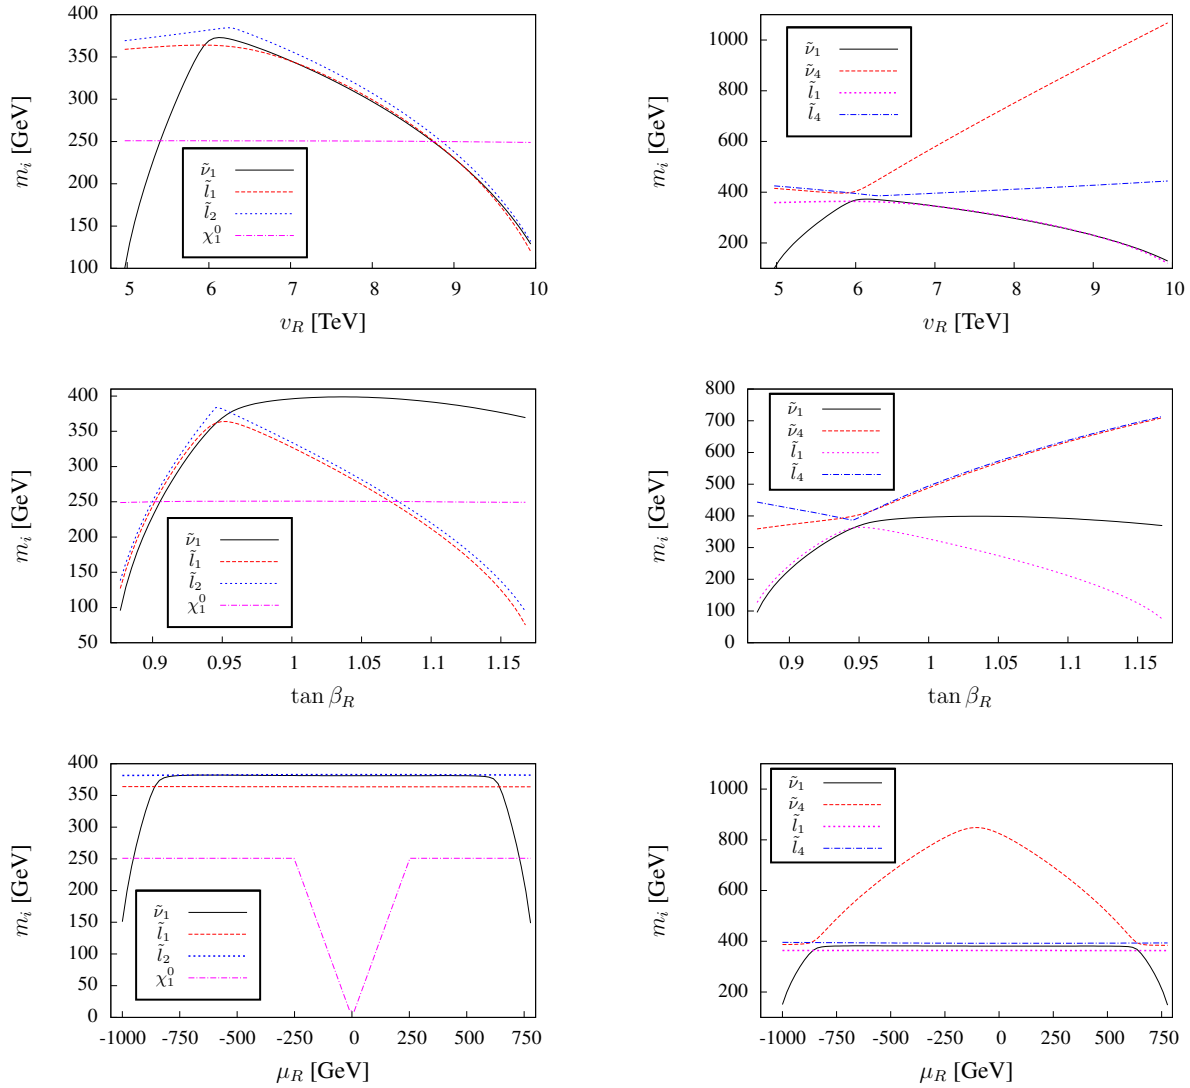 400
350
300
250
200
150
100
m_i [GeV]
ν̃_1
l̃_1
l̃_2
χ_1^0
5 6 7 8 9 10
v_R [TeV]
1000
800
600
400
200
m_i [GeV]
ν̃_1
ν̃_4
l̃_1
l̃_4
5 6 7 8 9 10
v_R [TeV]
400
350
300
250
200
150
100
50
m_i [GeV]
ν̃_1
l̃_1
l̃_2
χ_1^0
0.9 0.95 1 1.05 1.1 1.15
tan β_R
800
700
600
500
400
300
200
100
0
m_i [GeV]
ν̃_1
ν̃_4
l̃_1
l̃_4
0.9 0.95 1 1.05 1.1 1.15
tan β_R
400
350
300
250
200
150
100
50
0
m_i [GeV]
ν̃_1
l̃_1
l̃_2
χ_1^0
-1000 -750 -500 -250 0 250 500 750
μ_R [GeV]
1000
800
600
400
200
m_i [GeV]
ν̃_1
ν̃_4
l̃_1
l̃_4
-1000 -750 -500 -250 0 250 500 750
μ_R [GeV]